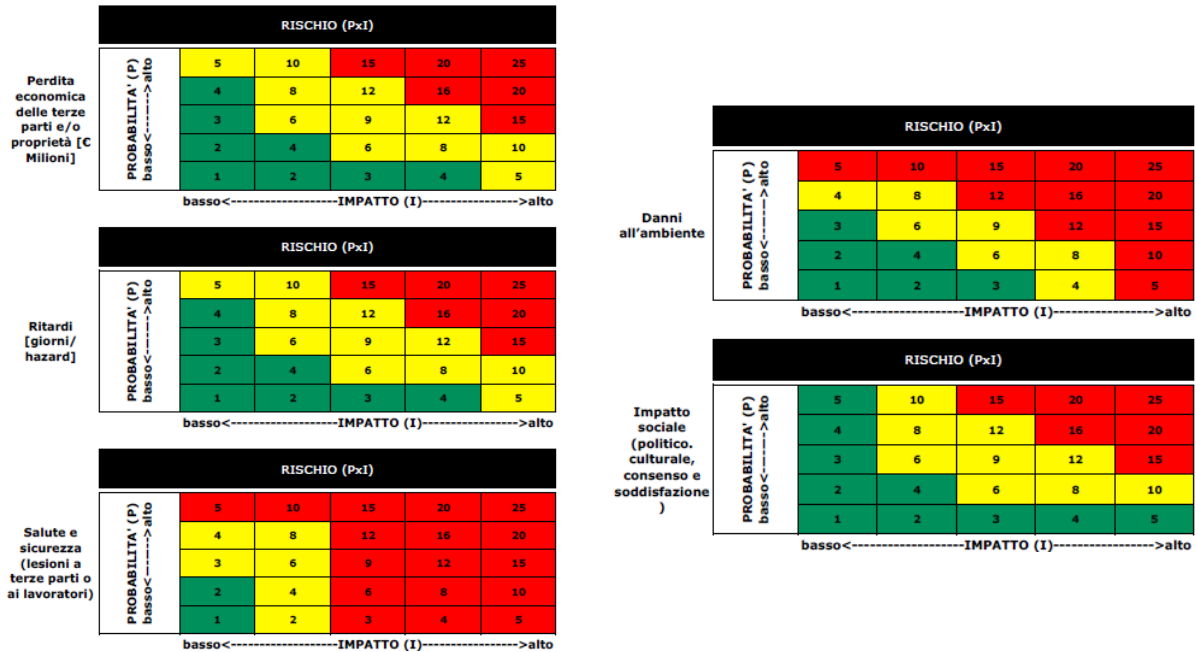 RISCHIO (PxI)
Perdita
economica
delle terze
parti e/o
proprietà [€
Milioni]
PROBABILITA' (P)
basso<------->alto
5 10 15 20 25
4 8 12 16 20
3 6 9 12 15
2 4 6 8 10
1 2 3 4 5
basso<-------------------IMPATTO (I)------------------->alto
RISCHIO (PxI)
Ritardi
[giorni/
hazard]
PROBABILITA' (P)
basso<------->alto
5 10 15 20 25
4 8 12 16 20
3 6 9 12 15
2 4 6 8 10
1 2 3 4 5
basso<-------------------IMPATTO (I)------------------->alto
RISCHIO (PxI)
Salute e
sicurezza
(lesioni a
terze parti o
ai lavoratori)
PROBABILITA' (P)
basso<------->alto
5 10 15 20 25
4 8 12 16 20
3 6 9 12 15
2 4 6 8 10
1 2 3 4 5
basso<-------------------IMPATTO (I)------------------->alto
RISCHIO (PxI)
Danni
all'ambiente
PROBABILITA' (P)
basso<------->alto
5 10 15 20 25
4 8 12 16 20
3 6 9 12 15
2 4 6 8 10
1 2 3 4 5
basso<-------------------IMPATTO (I)------------------->alto
RISCHIO (PxI)
Impatto
sociale
(politico.
culturale,
consenso e
soddisfazione
)
PROBABILITA' (P)
basso<------->alto
5 10 15 20 25
4 8 12 16 20
3 6 9 12 15
2 4 6 8 10
1 2 3 4 5
basso<-------------------IMPATTO (I)------------------->alto